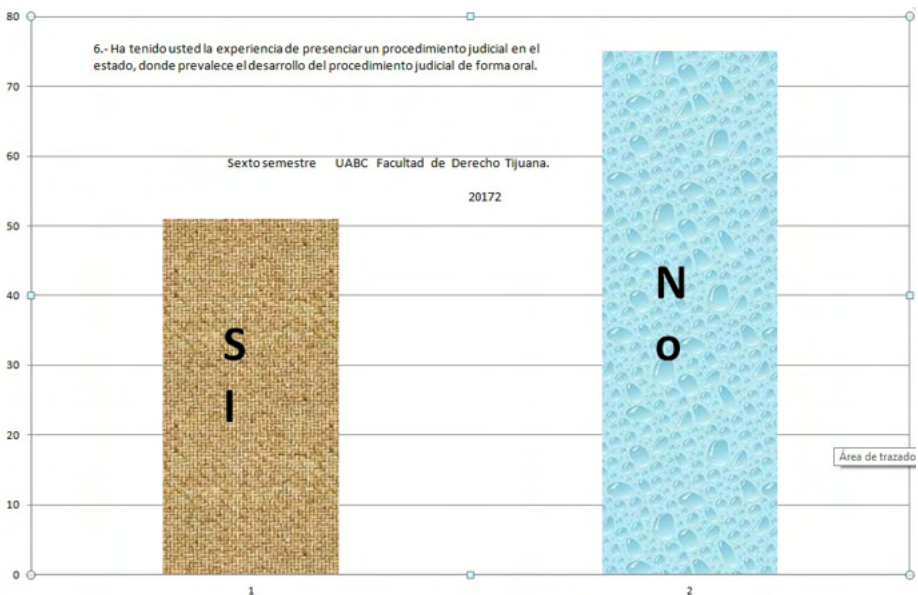 80
6.- Ha tenido usted la experiencia de presenciar un procedimiento judicial en el
estado, donde prevalece el desarrollo del procedimiento judicial de forma oral.
70
60
Sexto semestre UABC Facultad de Derecho Tijuana.
20172
50
40
30
20
10
0
S
I
N
o
Área de trazado
1
2